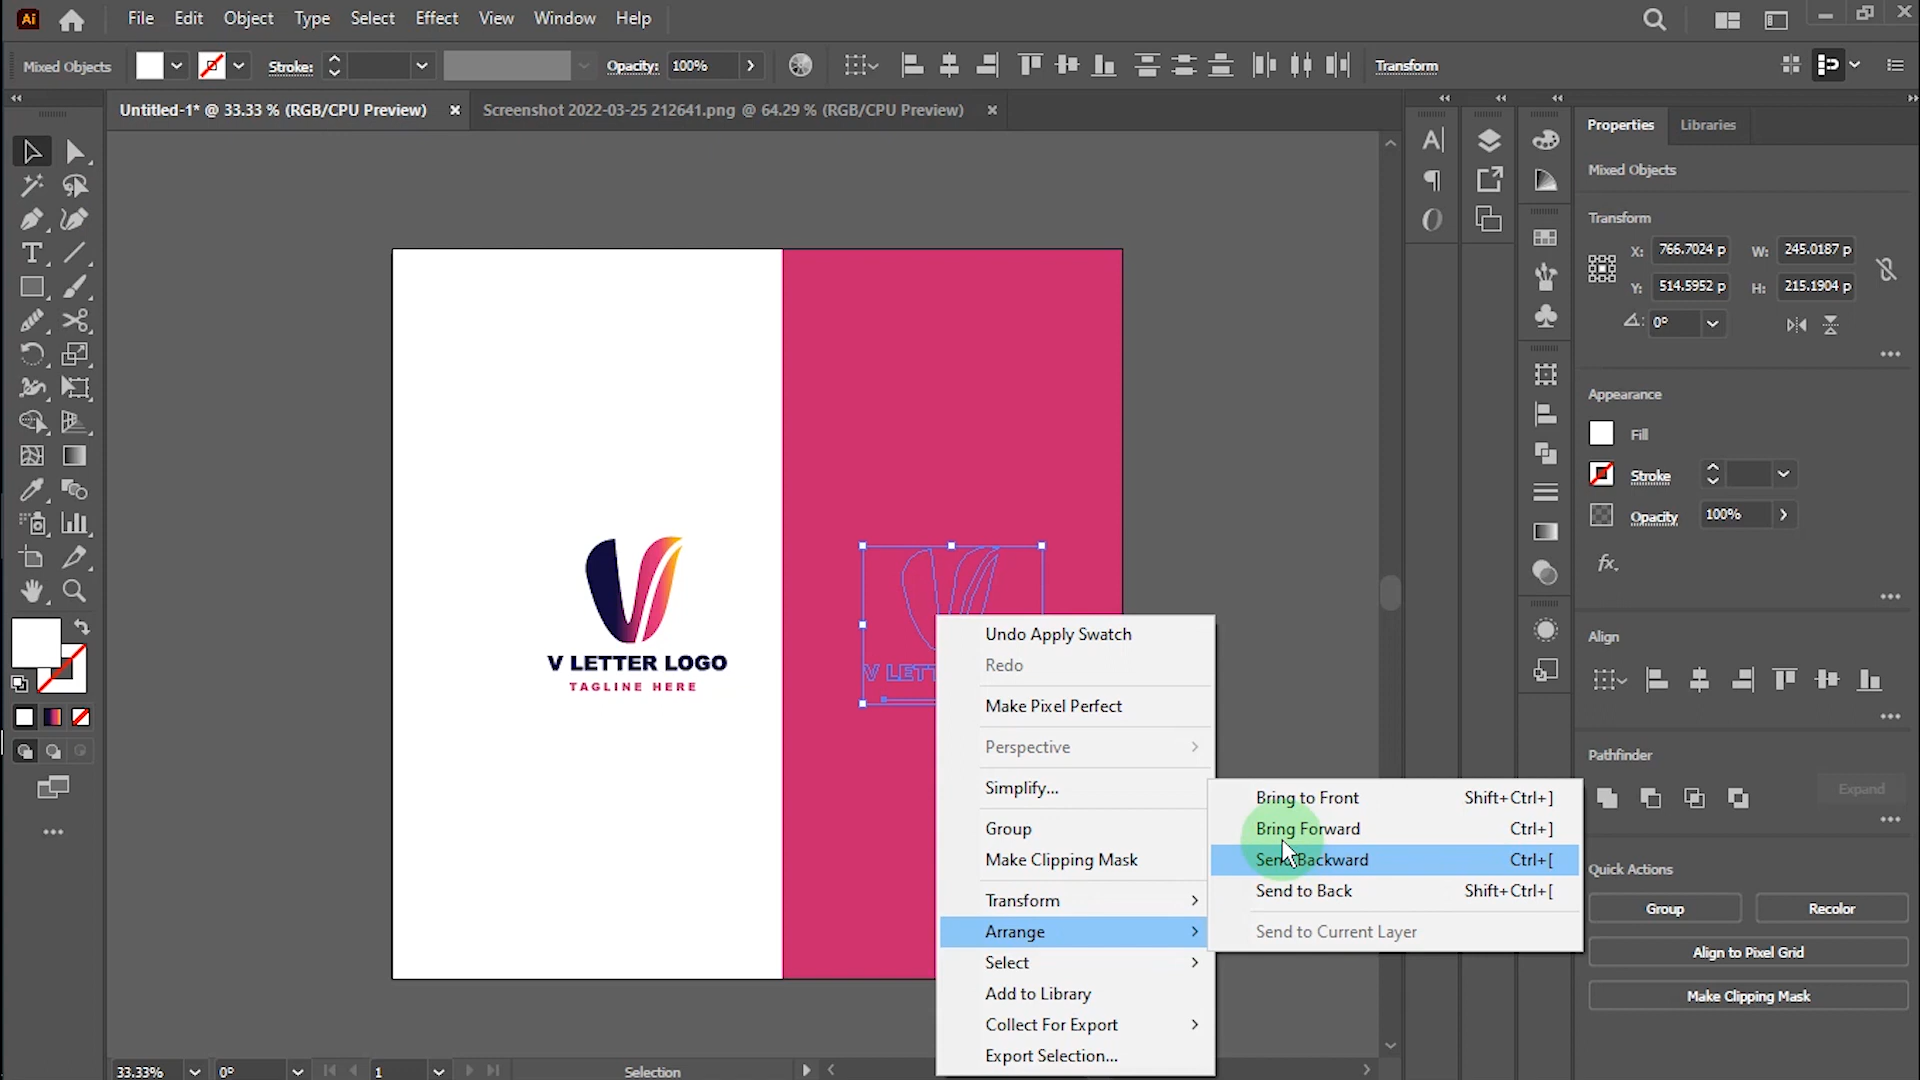 Ai File Edit Object Type Select Effect View Window Help
Mixed Objects Stroke: Opacity: 100% Transform
Untitled-1* @ 33.33 % (RGB/CPU Preview) Screenshot 2022-03-25 212641.png @ 64.29 % (RGB/CPU Preview)
V LETTER LOGO
TAGLINE HERE
V LETT
Undo Apply Swatch
Redo
Make Pixel Perfect
Perspective
Simplify...
Group
Make Clipping Mask
Transform
Arrange
Select
Add to Library
Collect For Export
Export Selection...
Bring to Front Shift+Ctrl+]
Bring Forward Ctrl+]
Send Backward Ctrl+[
Send to Back Shift+Ctrl+[
Send to Current Layer
Properties Libraries
Mixed Objects
Transform
X: 766.7024 p W: 245.0187 p
Y: 514.5952 p H: 215.1904 p
0°
Appearance
Fill
Stroke
Opacity 100%
fx.
Align
Pathfinder
Expand
Quick Actions
Group Recolor
Align to Pixel Grid
Make Clipping Mask
33.33% 0° 1 Selection